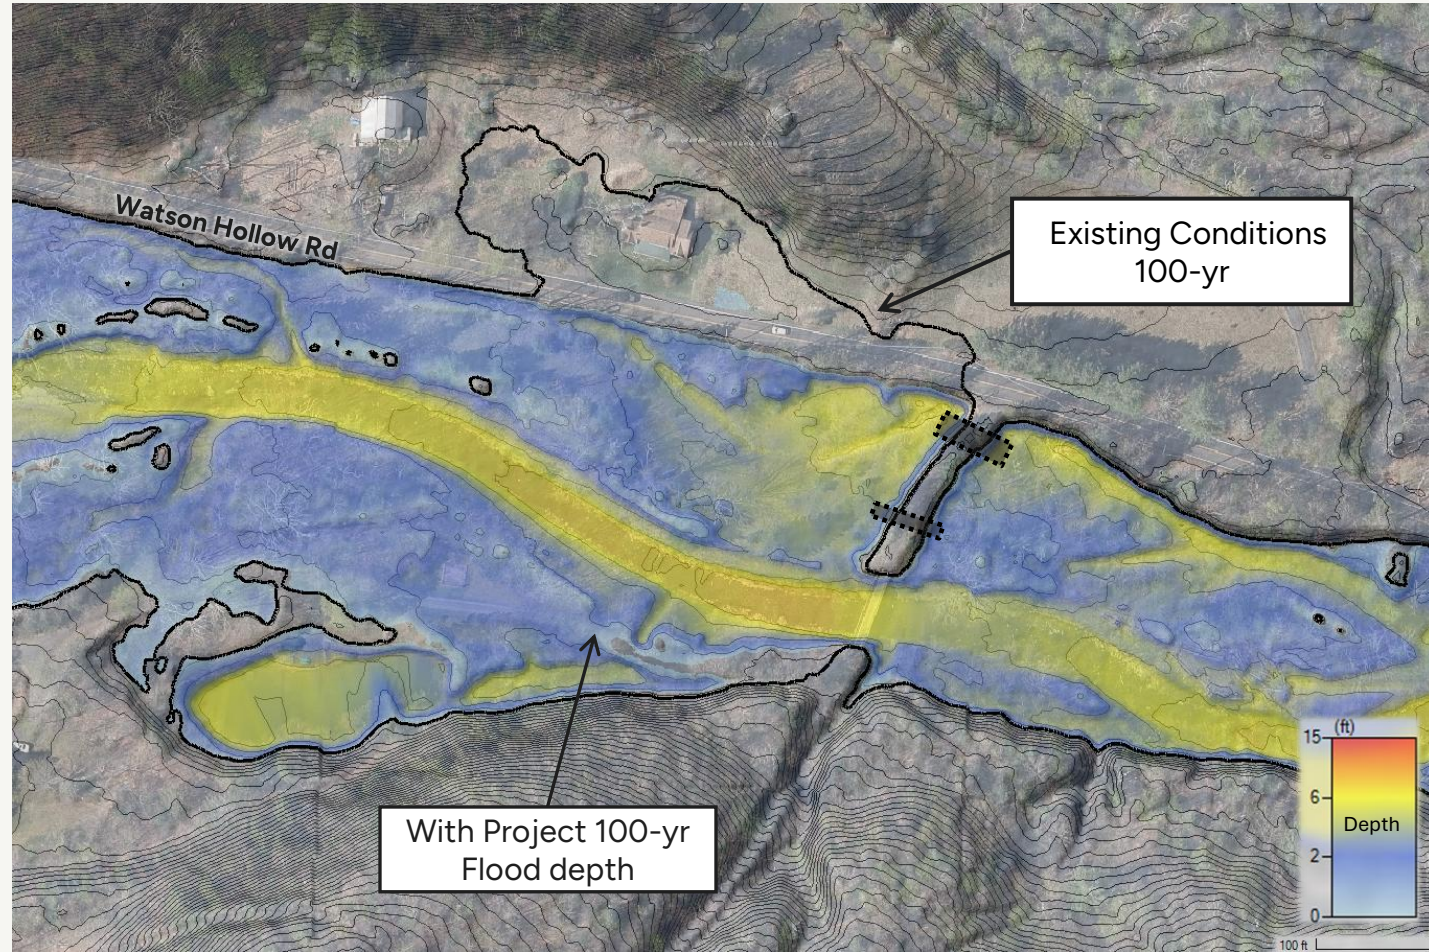 Watson Hollow Rd
Existing Conditions
100-yr
With Project 100-yr
Flood depth
(ft)
15
6
Depth
2
0
100 ft